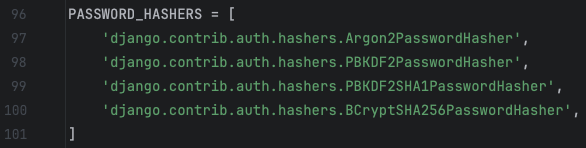 96 PASSWORD_HASHERS = [
97     'django.contrib.auth.hashers.Argon2PasswordHasher',
98     'django.contrib.auth.hashers.PBKDF2PasswordHasher',
99     'django.contrib.auth.hashers.PBKDF2SHA1PasswordHasher',
100     'django.contrib.auth.hashers.BCryptSHA256PasswordHasher',
101 ]